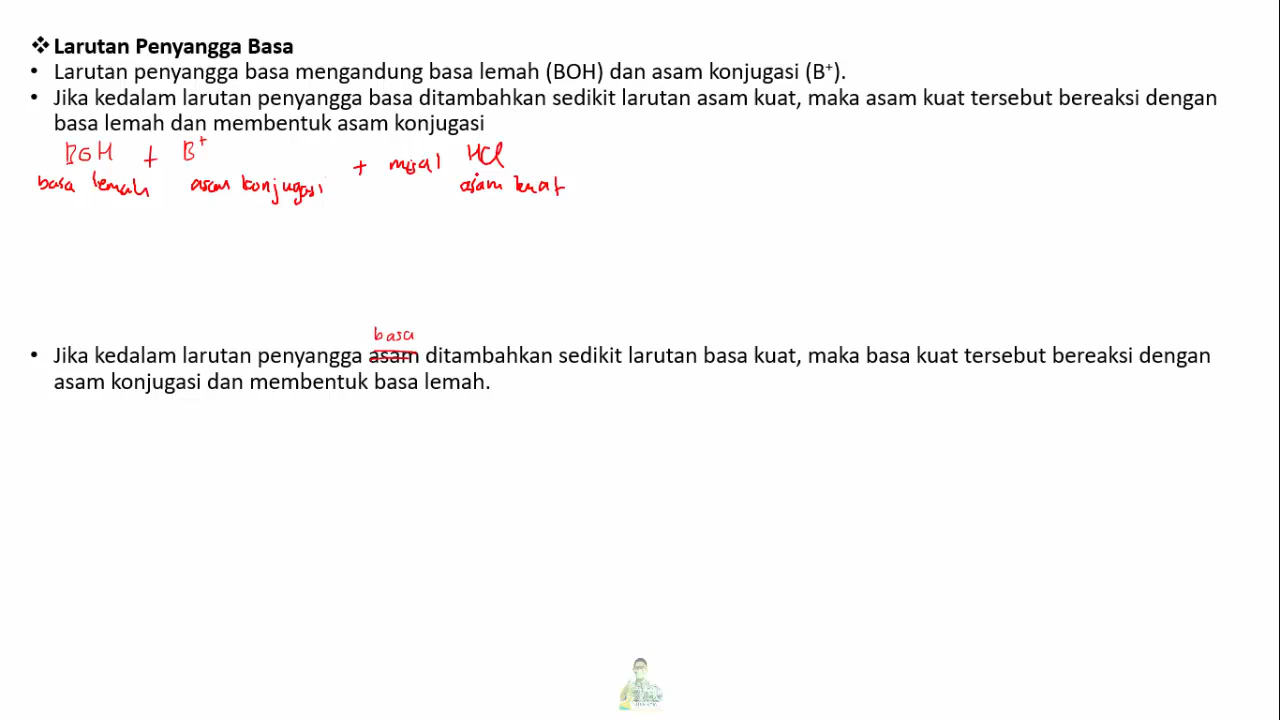 ❖ Larutan Penyangga Basa
• Larutan penyangga basa mengandung basa lemah (BOH) dan asam konjugasi (B⁺).
• Jika kedalam larutan penyangga basa ditambahkan sedikit larutan asam kuat, maka asam kuat tersebut bereaksi dengan
basa lemah dan membentuk asam konjugasi
BOH + B⁺ + misal HCl
basa lemah asam konjugasi asam kuat
basa
• Jika kedalam larutan penyangga asam ditambahkan sedikit larutan basa kuat, maka basa kuat tersebut bereaksi dengan
asam konjugasi dan membentuk basa lemah.